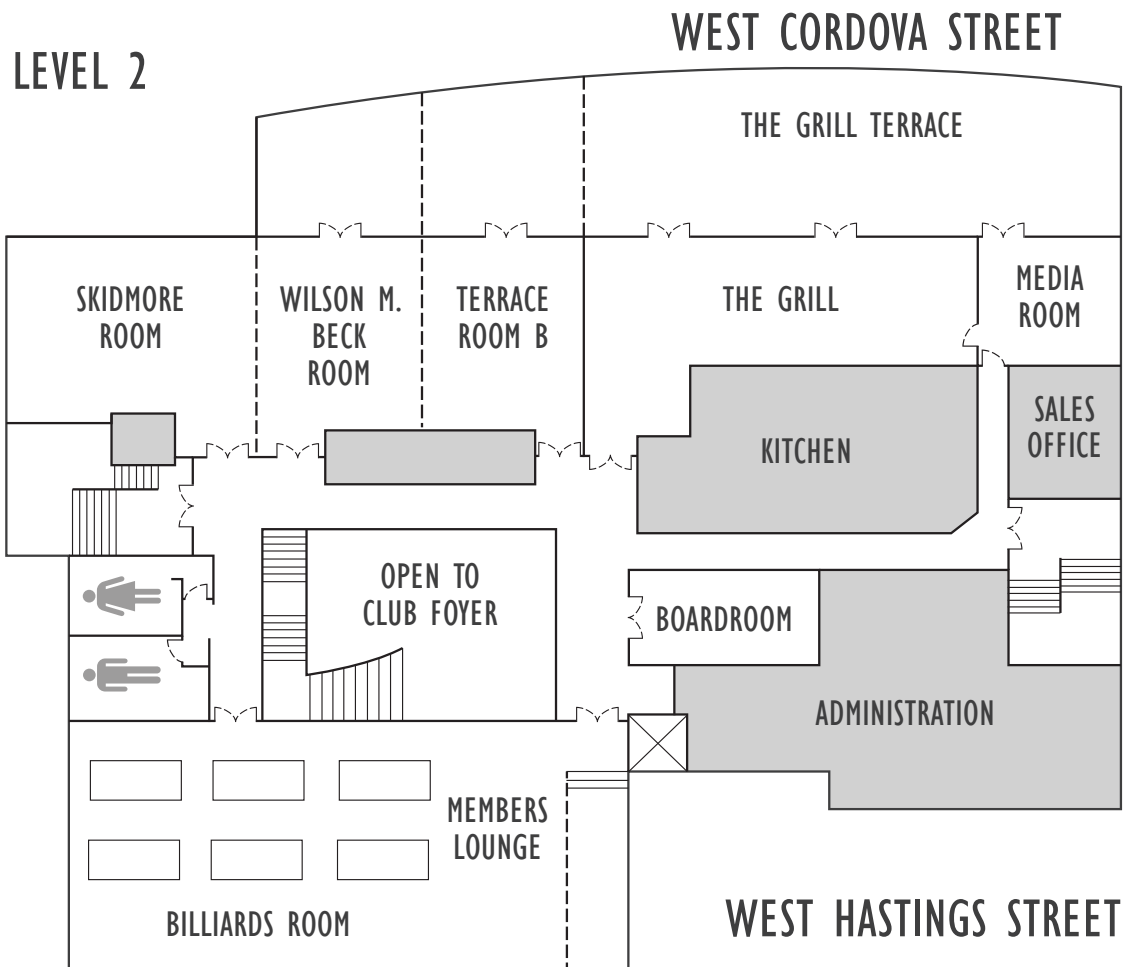 WEST CORDOVA STREET
LEVEL 2
THE GRILL TERRACE
SKIDMORE
ROOM
WILSON M.
BECK
ROOM
TERRACE
ROOM B
THE GRILL
MEDIA
ROOM
KITCHEN
SALES
OFFICE
OPEN TO
CLUB FOYER
BOARDROOM
ADMINISTRATION
MEMBERS
LOUNGE
BILLIARDS ROOM
WEST HASTINGS STREET